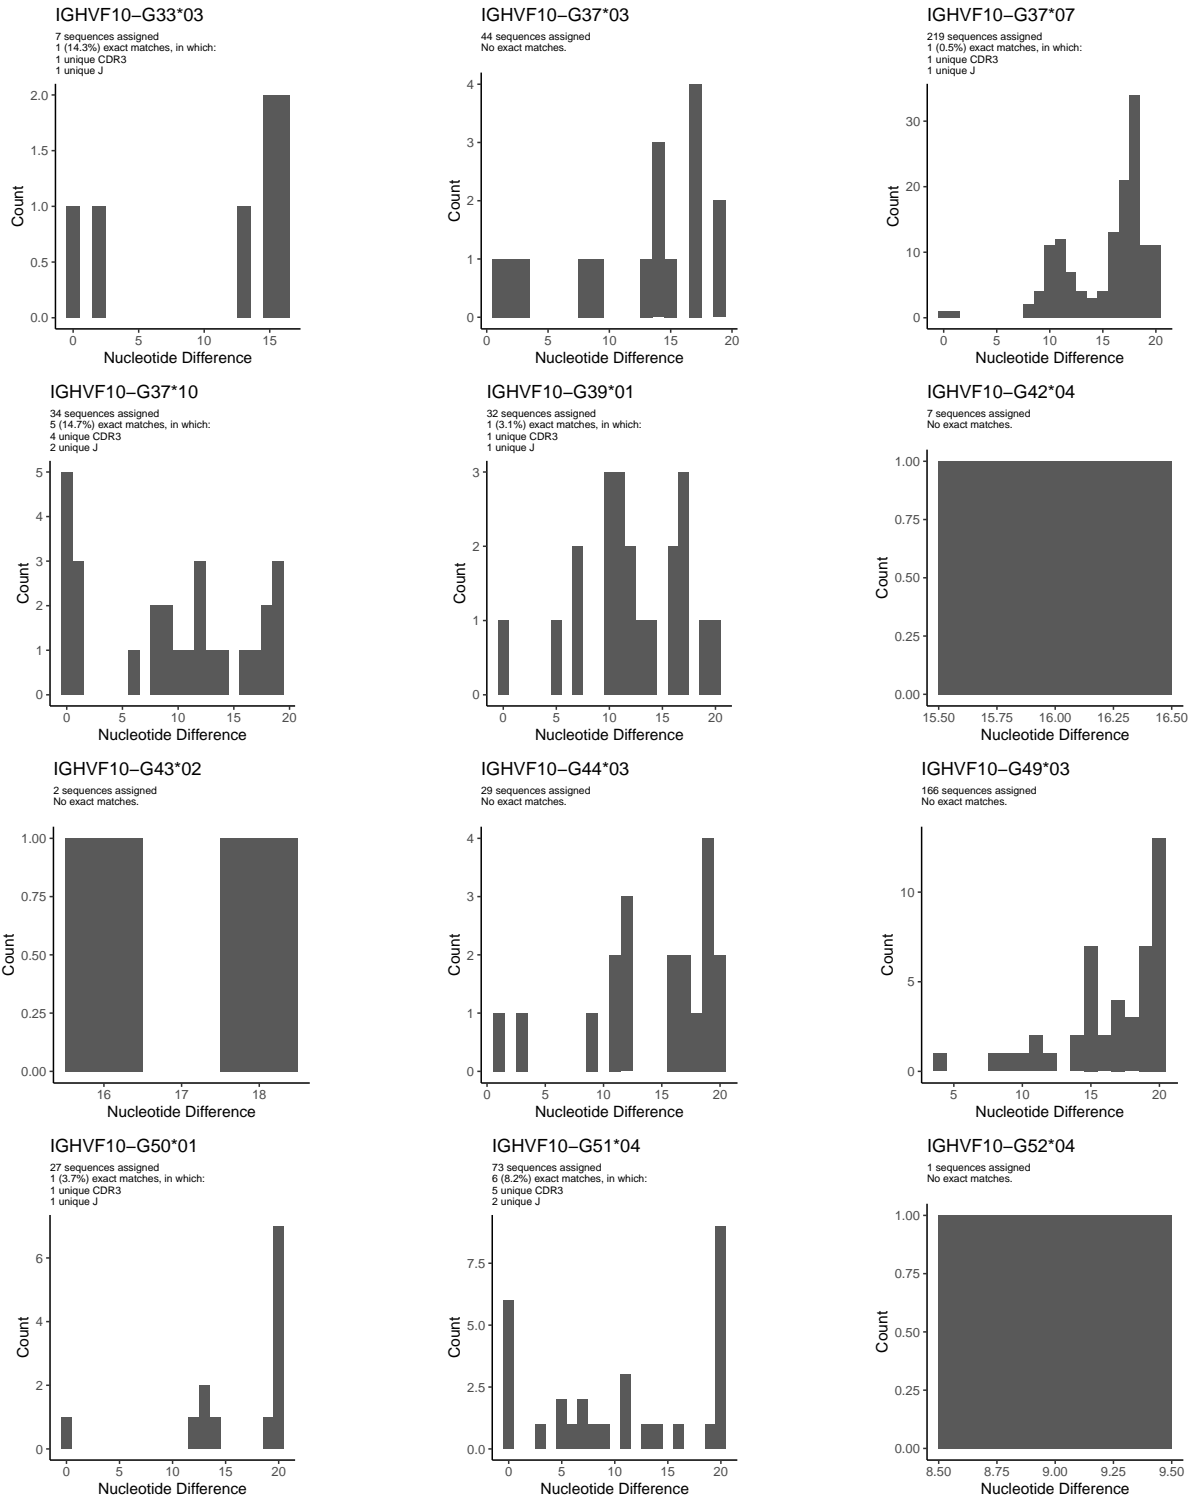 IGHVF10−G33*03
7 sequences assigned
1 (14.3%) exact matches, in which:
1 unique CDR3
1 unique J
2.0
1.5
1.0
0.5
0.0
Count
0 5 10 15
Nucleotide Difference
IGHVF10−G37*03
44 sequences assigned
No exact matches.
4
3
2
1
0
Count
0 5 10 15 20
Nucleotide Difference
IGHVF10−G37*07
219 sequences assigned
1 (0.5%) exact matches, in which:
1 unique CDR3
1 unique J
30
20
10
0
Count
0 5 10 15 20
Nucleotide Difference
IGHVF10−G37*10
34 sequences assigned
5 (14.7%) exact matches, in which:
4 unique CDR3
2 unique J
5
4
3
2
1
0
Count
0 5 10 15 20
Nucleotide Difference
IGHVF10−G39*01
32 sequences assigned
1 (3.1%) exact matches, in which:
1 unique CDR3
1 unique J
3
2
1
0
Count
0 5 10 15 20
Nucleotide Difference
IGHVF10−G42*04
7 sequences assigned
No exact matches.
1.00
0.75
0.50
0.25
0.00
Count
15.50 15.75 16.00 16.25 16.50
Nucleotide Difference
IGHVF10−G43*02
2 sequences assigned
No exact matches.
1.00
0.75
0.50
0.25
0.00
Count
16 17 18
Nucleotide Difference
IGHVF10−G44*03
29 sequences assigned
No exact matches.
4
3
2
1
0
Count
0 5 10 15 20
Nucleotide Difference
IGHVF10−G49*03
166 sequences assigned
No exact matches.
10
5
0
Count
5 10 15 20
Nucleotide Difference
IGHVF10−G50*01
27 sequences assigned
1 (3.7%) exact matches, in which:
1 unique CDR3
1 unique J
6
4
2
0
Count
0 5 10 15 20
Nucleotide Difference
IGHVF10−G51*04
73 sequences assigned
6 (8.2%) exact matches, in which:
5 unique CDR3
2 unique J
7.5
5.0
2.5
0.0
Count
0 5 10 15 20
Nucleotide Difference
IGHVF10−G52*04
1 sequences assigned
No exact matches.
1.00
0.75
0.50
0.25
0.00
Count
8.50 8.75 9.00 9.25 9.50
Nucleotide Difference